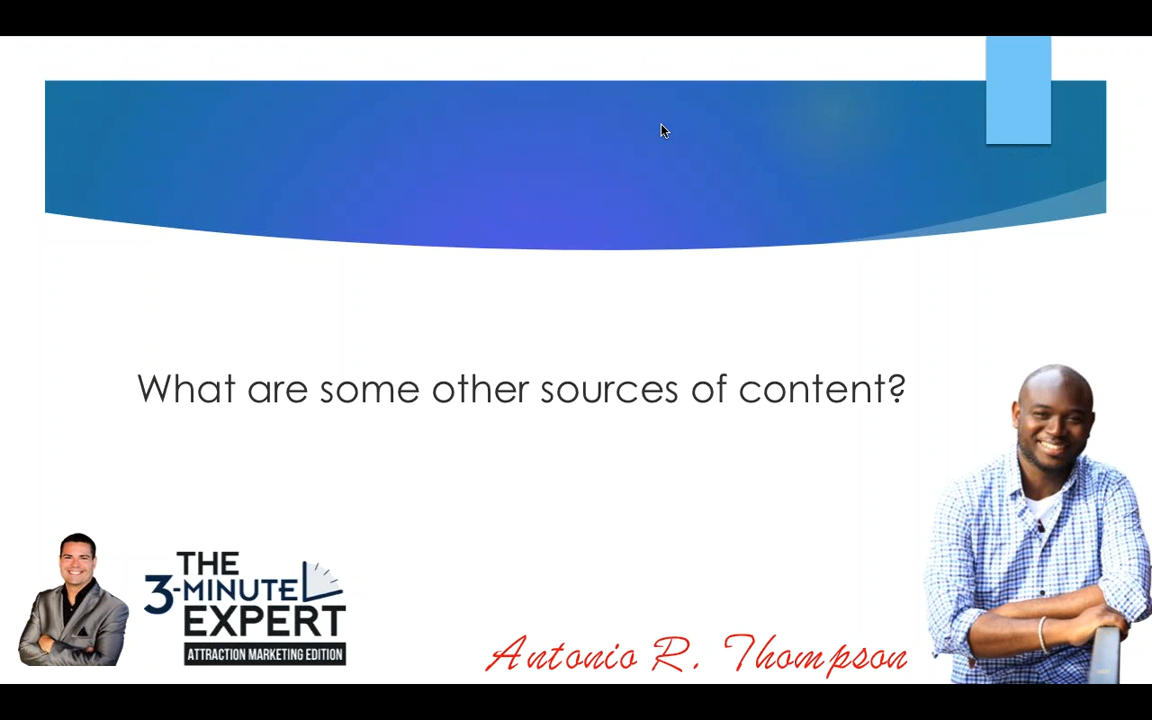 What are some other sources of content?
THE
3-MINUTE
EXPERT
ATTRACTION MARKETING EDITION
Antonio R. Thompson